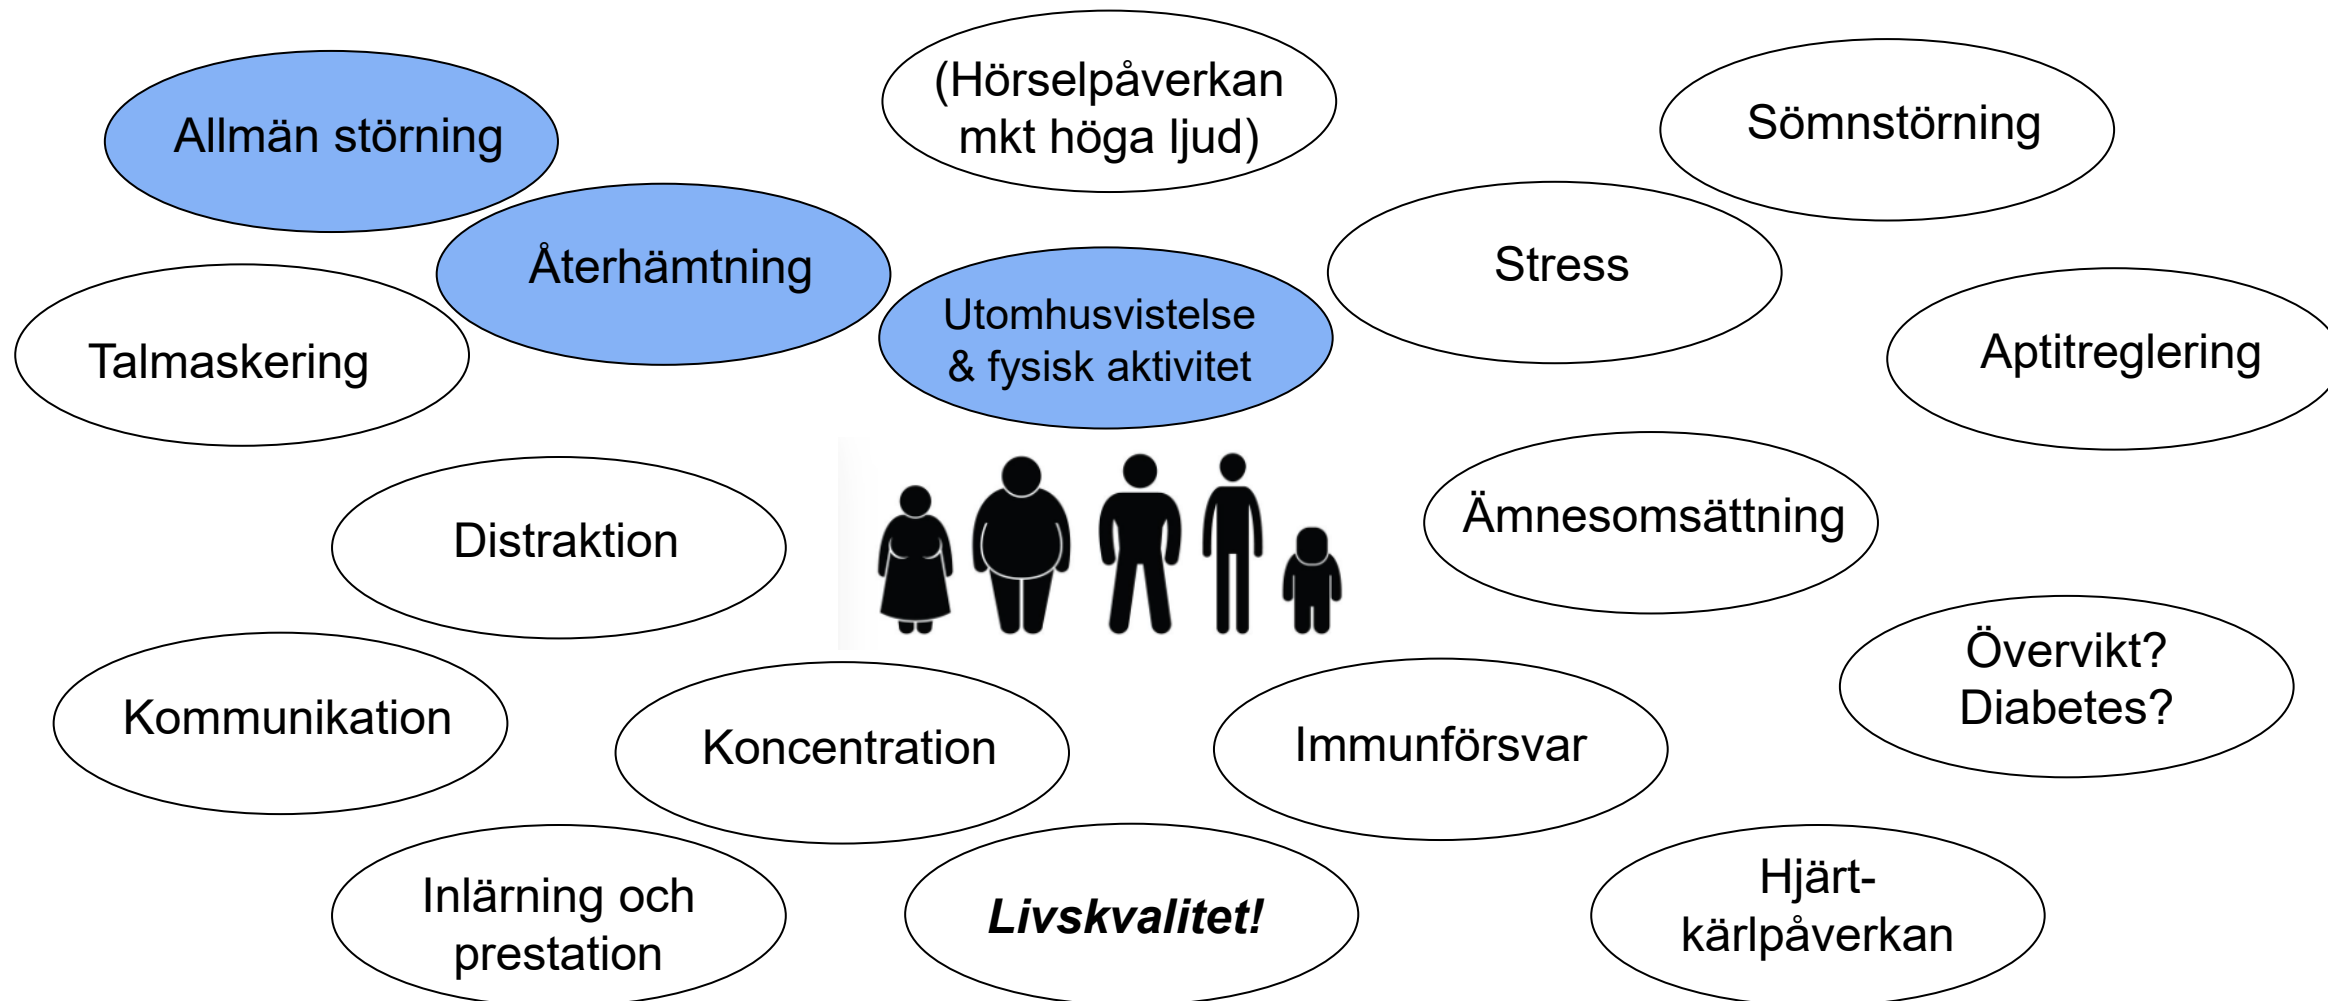 Allmän störning
(Hörselpåverkan
mkt höga ljud)
Sömnstörning
Återhämtning
Utomhusvistelse
& fysisk aktivitet
Stress
Talmaskering
Aptitreglering
Distraktion
Ämnesomsättning
Kommunikation
Koncentration
Immunförsvar
Övervikt?
Diabetes?
Inlärning och
prestation
Livskvalitet!
Hjärt-
kärlpåverkan